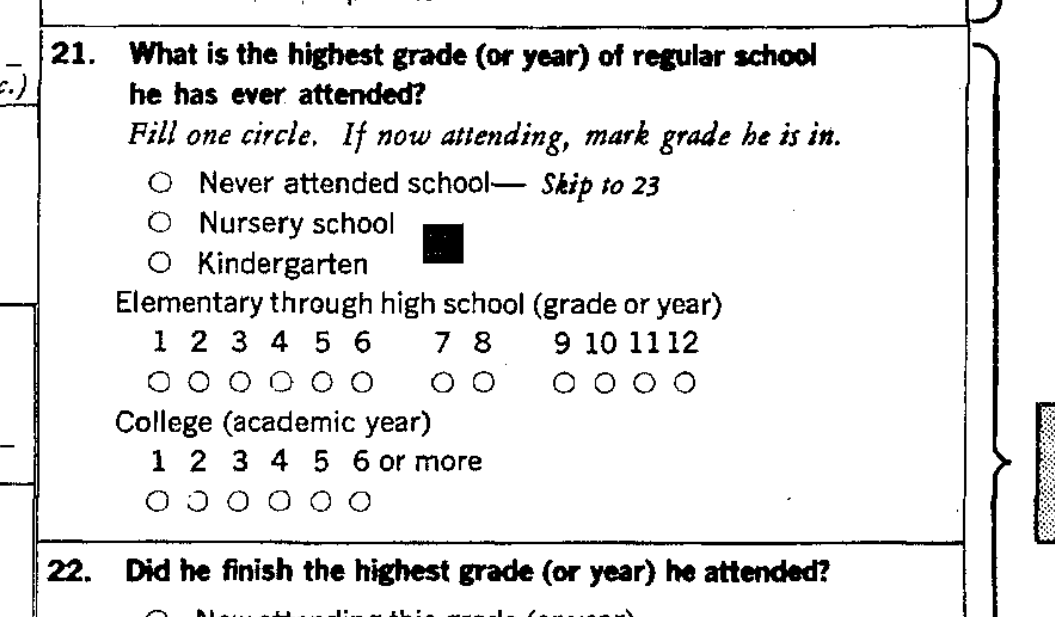 21. What is the highest grade (or year) of regular school
he has ever attended?
Fill one circle. If now attending, mark grade he is in.
Never attended school— Skip to 23
Nursery school
Kindergarten
Elementary through high school (grade or year)
1 2 3 4 5 6 7 8 9 10 11 12
College (academic year)
1 2 3 4 5 6 or more
22. Did he finish the highest grade (or year) he attended?